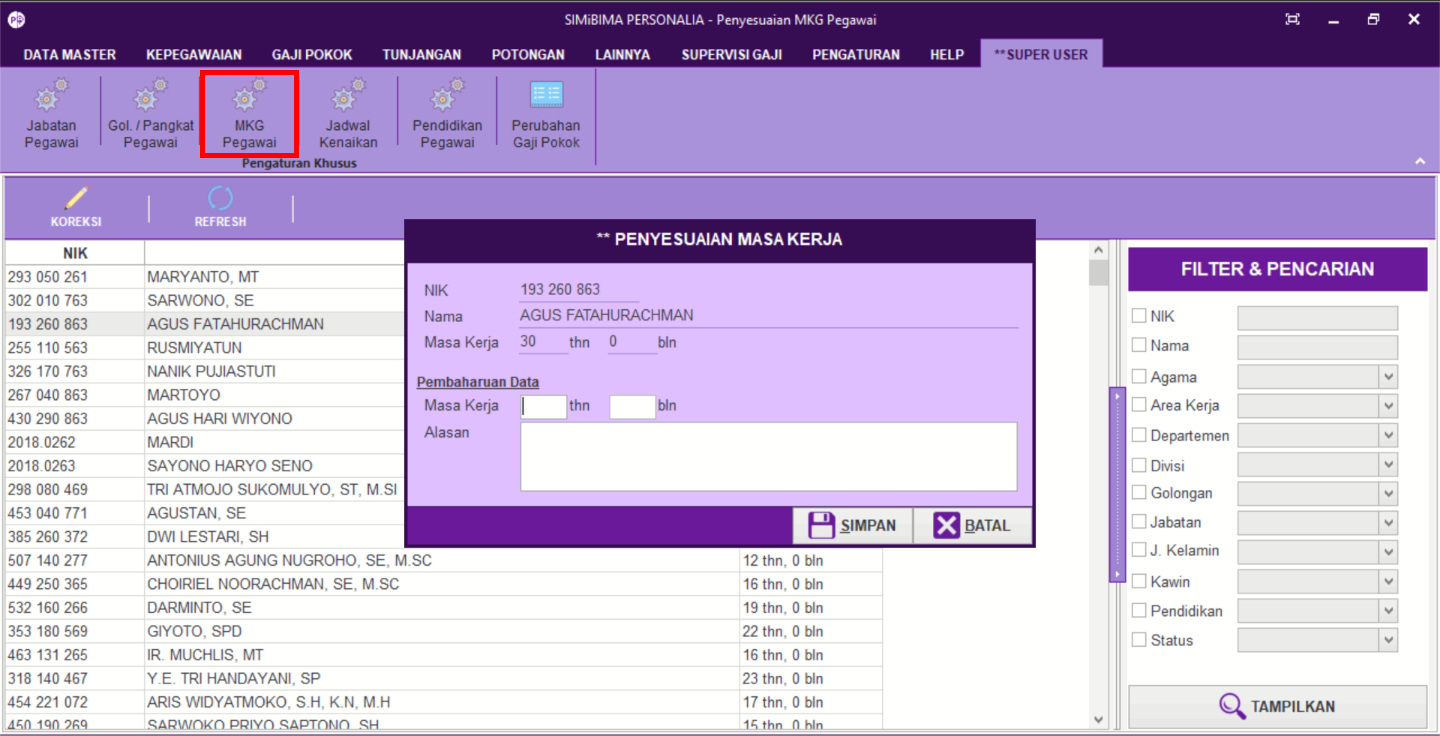 SIMiBIMA PERSONALIA - Penyesuaian MKG Pegawai
DATA MASTER KEPEGAWAIAN GAJI POKOK TUNJANGAN POTONGAN LAINNYA SUPERVISI GAJI PENGATURAN HELP **SUPER USER
Jabatan Pegawai
Gol. / Pangkat Pegawai
MKG Pegawai
Jadwal Kenaikan
Pendidikan Pegawai
Perubahan Gaji Pokok
Pengaturan Khusus
KOREKSI REFRESH
NIK
293 050 261 MARYANTO, MT
302 010 763 SARWONO, SE
193 260 863 AGUS FATAHURACHMAN
255 110 563 RUSMIYATUN
326 170 763 NANIK PUJIASTUTI
267 040 863 MARTOYO
430 290 863 AGUS HARI WIYONO
2018.0262 MARDI
2018.0263 SAYONO HARYO SENO
298 080 469 TRI ATMOJO SUKOMULYO, ST, M.SI
453 040 771 AGUSTAN, SE
385 260 372 DWI LESTARI, SH
507 140 277 ANTONIUS AGUNG NUGROHO, SE, M.SC 12 thn, 0 bln
449 250 365 CHOIRIEL NOORACHMAN, SE, M.SC 16 thn, 0 bln
532 160 266 DARMINTO, SE 19 thn, 0 bln
353 180 569 GIYOTO, SPD 22 thn, 0 bln
463 131 265 IR. MUCHLIS, MT 16 thn, 0 bln
318 140 467 Y.E. TRI HANDAYANI, SP 23 thn, 0 bln
454 221 072 ARIS WIDYATMOKO, S.H, K.N, M.H 17 thn, 0 bln
450 190 269 SARWOKO PRIYO SAPTONO, SH 15 thn, 0 bln
** PENYESUAIAN MASA KERJA
NIK 193 260 863
Nama AGUS FATAHURACHMAN
Masa Kerja 30 thn 0 bln
Pembaharuan Data
Masa Kerja thn bln
Alasan
SIMPAN BATAL
FILTER & PENCARIAN
NIK
Nama
Agama
Area Kerja
Departemen
Divisi
Golongan
Jabatan
J. Kelamin
Kawin
Pendidikan
Status
TAMPILKAN